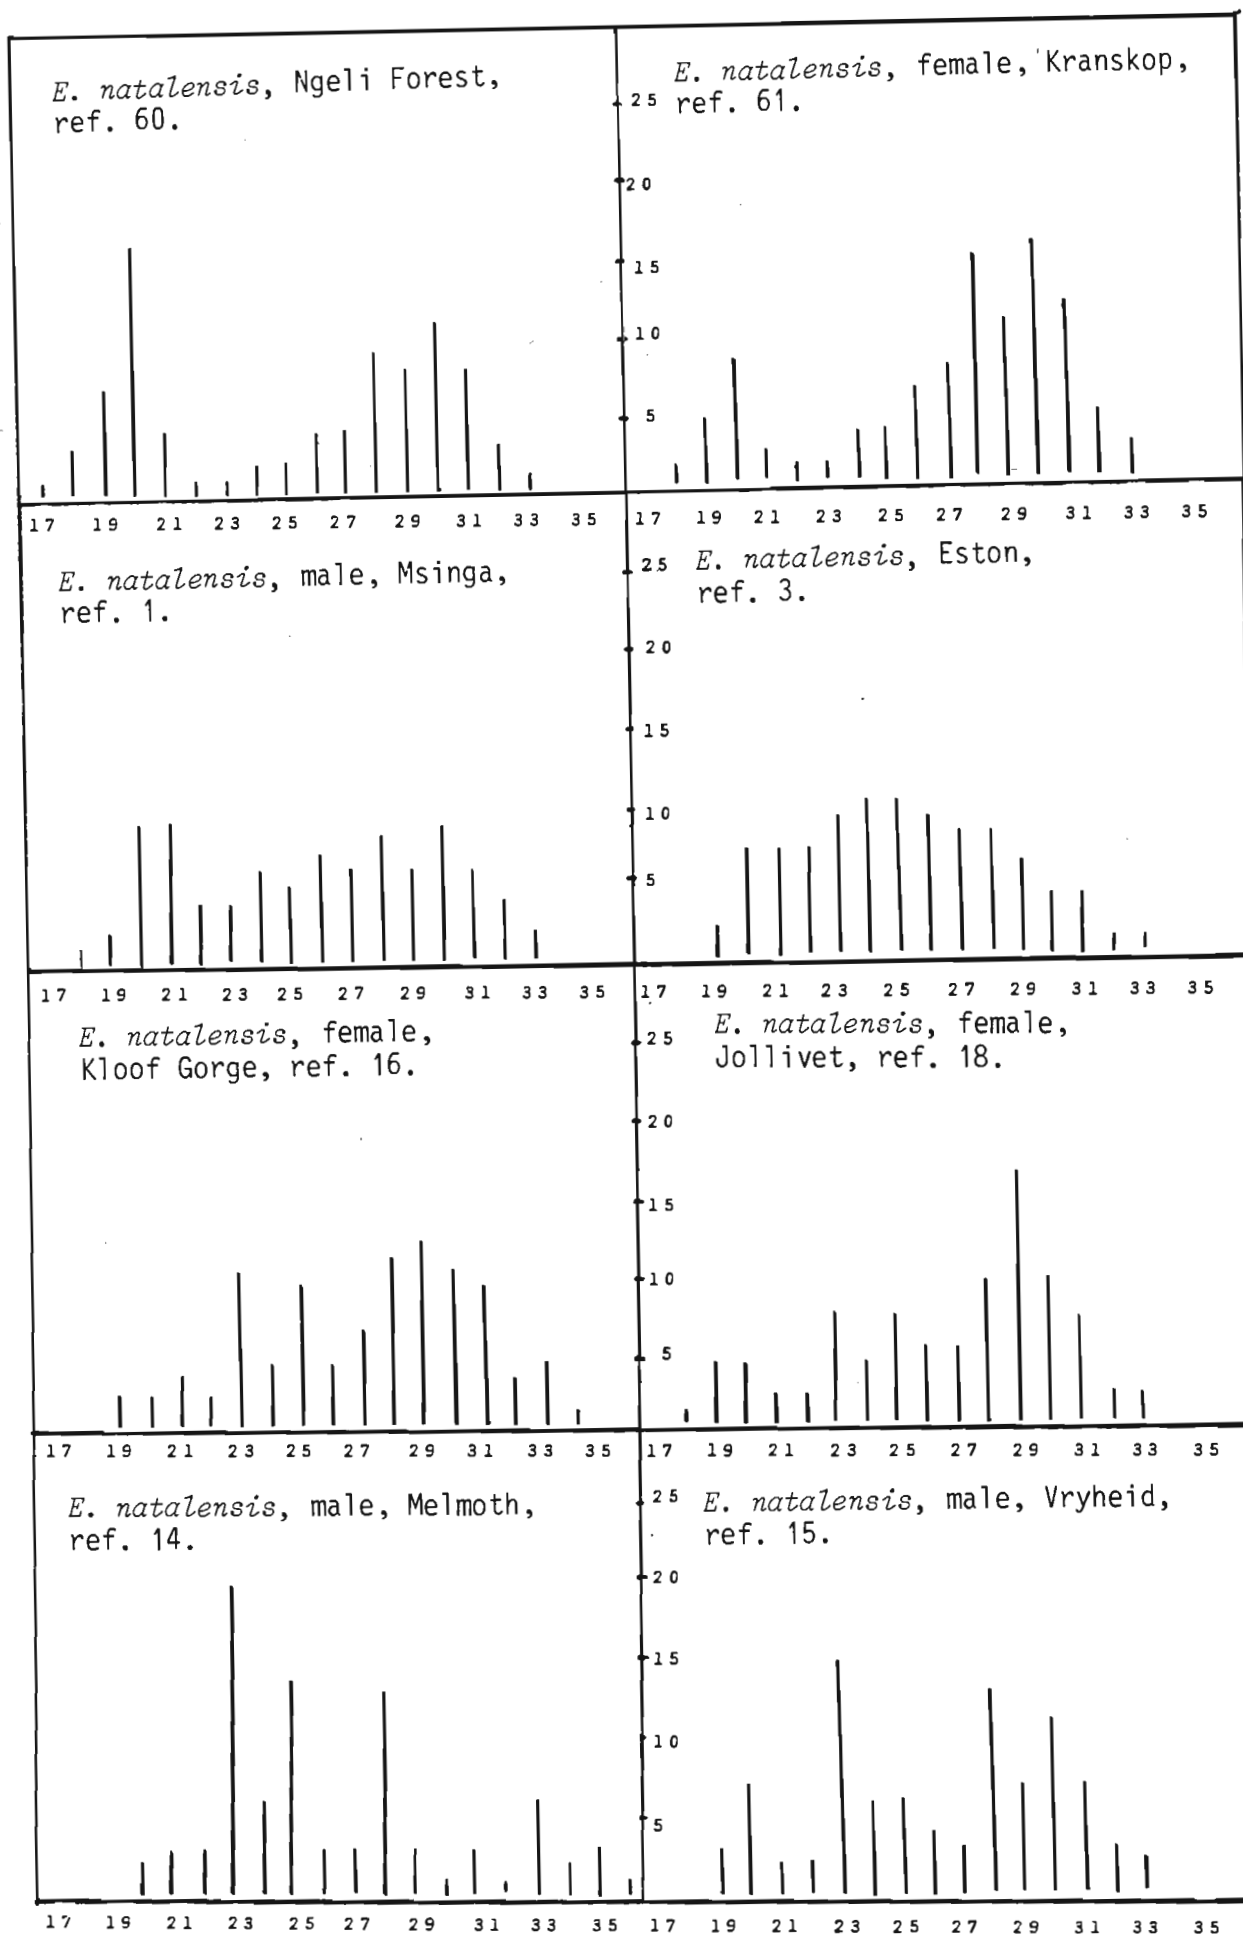 E. natalensis, Ngeli Forest,
ref. 60.
E. natalensis, female, Kranskop,
ref. 61.
25
20
15
10
5
17 19 21 23 25 27 29 31 33 35
17 19 21 23 25 27 29 31 33 35
E. natalensis, male, Msinga,
ref. 1.
E. natalensis, Eston,
ref. 3.
25
20
15
10
5
17 19 21 23 25 27 29 31 33 35
17 19 21 23 25 27 29 31 33 35
E. natalensis, female,
Kloof Gorge, ref. 16.
E. natalensis, female,
Jollivet, ref. 18.
25
20
15
10
5
17 19 21 23 25 27 29 31 33 35
17 19 21 23 25 27 29 31 33 35
E. natalensis, male, Melmoth,
ref. 14.
E. natalensis, male, Vryheid,
ref. 15.
25
20
15
10
5
17 19 21 23 25 27 29 31 33 35
17 19 21 23 25 27 29 31 33 35